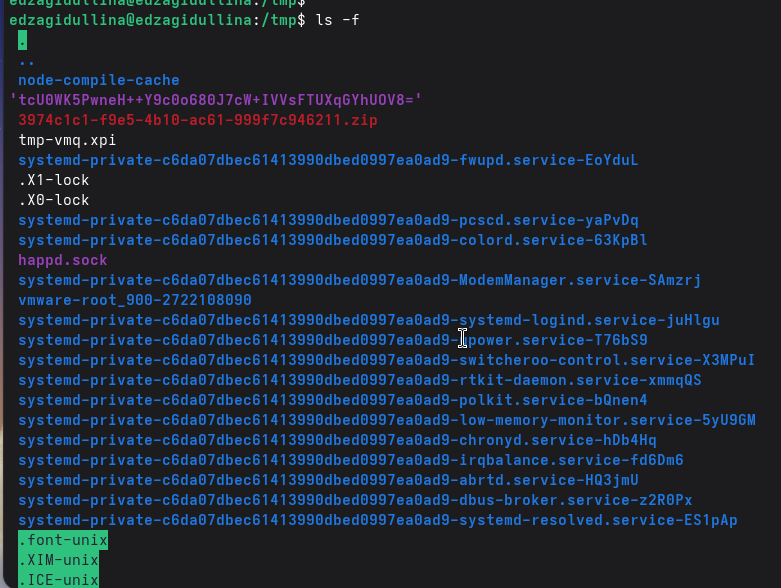 edzagidullina@edzagidullina:/tmp$
edzagidullina@edzagidullina:/tmp$ ls -f
.
..
node-compile-cache
'tcU0WK5PwneH++Y9c0o680J7cW+IVVsFTUXqGYhUOV8='
3974c1c1-f9e5-4b10-ac61-999f7c946211.zip
tmp-vmq.xpi
systemd-private-c6da07dbec61413990dbed0997ea0ad9-fwupd.service-EoYduL
.X1-lock
.X0-lock
systemd-private-c6da07dbec61413990dbed0997ea0ad9-pcscd.service-yaPvDq
systemd-private-c6da07dbec61413990dbed0997ea0ad9-colord.service-63KpBl
happd.sock
systemd-private-c6da07dbec61413990dbed0997ea0ad9-ModemManager.service-SAmzrj
vmware-root_900-2722108090
systemd-private-c6da07dbec61413990dbed0997ea0ad9-systemd-logind.service-juHlgu
systemd-private-c6da07dbec61413990dbed0997ea0ad9-upower.service-T76bS9
systemd-private-c6da07dbec61413990dbed0997ea0ad9-switcheroo-control.service-X3MPuI
systemd-private-c6da07dbec61413990dbed0997ea0ad9-rtkit-daemon.service-xmmqQS
systemd-private-c6da07dbec61413990dbed0997ea0ad9-polkit.service-bQnen4
systemd-private-c6da07dbec61413990dbed0997ea0ad9-low-memory-monitor.service-5yU9GM
systemd-private-c6da07dbec61413990dbed0997ea0ad9-chronyd.service-hDb4Hq
systemd-private-c6da07dbec61413990dbed0997ea0ad9-irqbalance.service-fd6Dm6
systemd-private-c6da07dbec61413990dbed0997ea0ad9-abrtd.service-HQ3jmU
systemd-private-c6da07dbec61413990dbed0997ea0ad9-dbus-broker.service-z2R0Px
systemd-private-c6da07dbec61413990dbed0997ea0ad9-systemd-resolved.service-ES1pAp
.font-unix
.XIM-unix
.ICE-unix